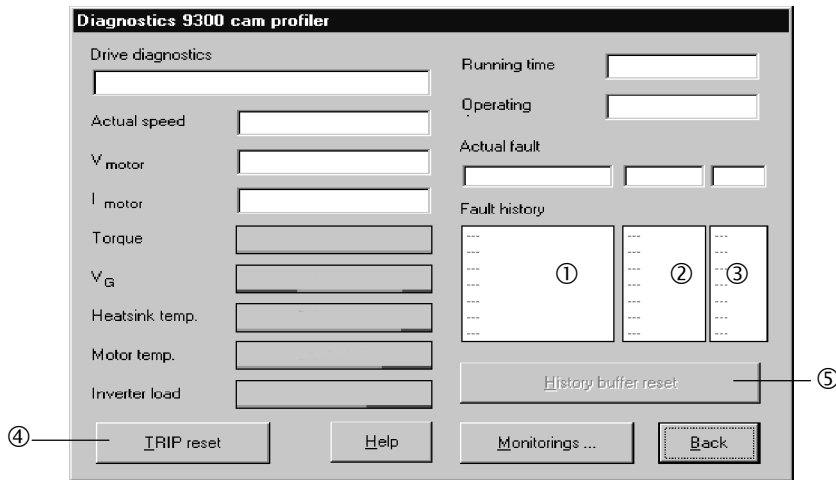 Diagnostics 9300 cam profiler
Drive diagnostics
Actual speed
V motor
I motor
Torque
VG
Heatsink temp.
Motor temp.
Inverter load
Running time
Operating
Actual fault
Fault history
--- ① --- ② --- ③
---
---
---
---
---
---
History buffer reset ⑤
④ TRIP reset
Help
Monitorings ...
Back